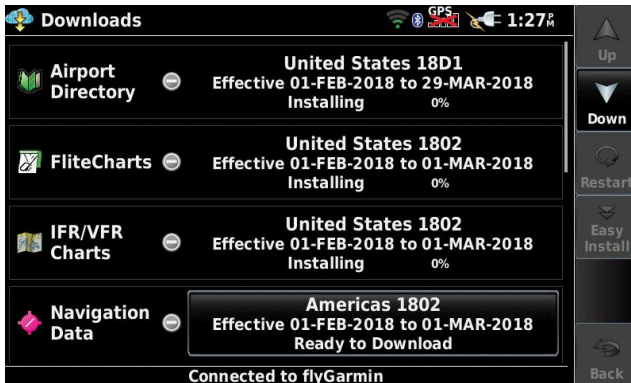 Downloads
GPS
1:27PM
Up
Down
Restart
Easy
Install
Back
Airport
Directory
United States 18D1
Effective 01-FEB-2018 to 29-MAR-2018
Installing 0%
FliteCharts
United States 1802
Effective 01-FEB-2018 to 01-MAR-2018
Installing 0%
IFR/VFR
Charts
United States 1802
Effective 01-FEB-2018 to 01-MAR-2018
Installing 0%
Navigation
Data
Americas 1802
Effective 01-FEB-2018 to 01-MAR-2018
Ready to Download
Connected to flyGarmin